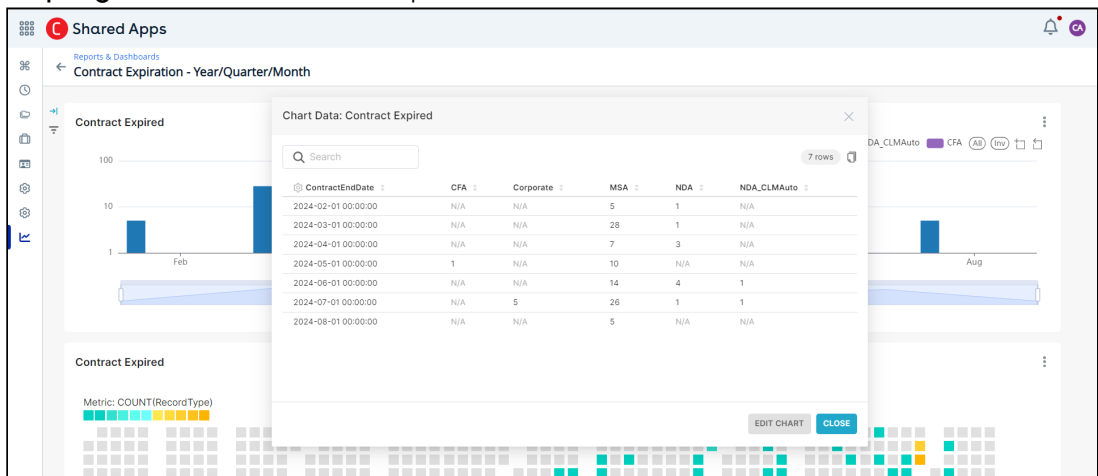 C Shared Apps
CA
Reports & Dashboards
← Contract Expiration - Year/Quarter/Month
Contract Expired
DA_CLMAuto CFA All Inv
100
10
1
Feb
Aug
Chart Data: Contract Expired
Search
7 rows
ContractEndDate CFA Corporate MSA NDA NDA_CLMAuto
2024-02-01 00:00:00 N/A N/A 5 1 N/A
2024-03-01 00:00:00 N/A N/A 28 1 N/A
2024-04-01 00:00:00 N/A N/A 7 3 N/A
2024-05-01 00:00:00 1 N/A 10 N/A N/A
2024-06-01 00:00:00 N/A N/A 14 4 1
2024-07-01 00:00:00 N/A 5 26 1 1
2024-08-01 00:00:00 N/A N/A 5 N/A N/A
EDIT CHART CLOSE
Contract Expired
Metric: COUNT(RecordType)